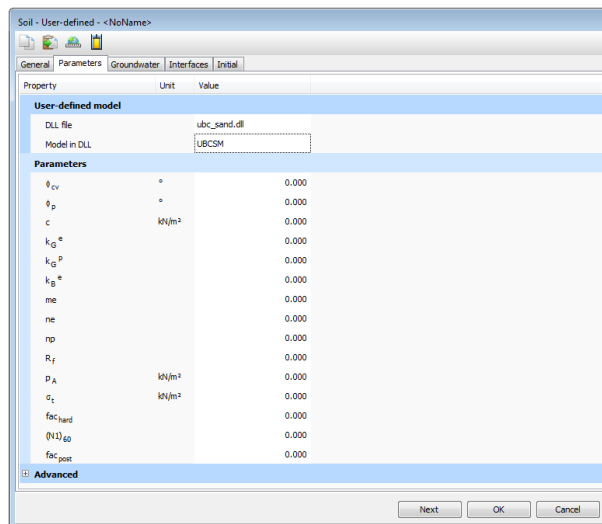 Soil - User-defined - <NoName>
General Parameters Groundwater Interfaces Initial
Property Unit Value
User-defined model
DLL file ubc_sand.dll
Model in DLL UBCSM
Parameters
ϕcv ° 0.000
ϕp ° 0.000
c kN/m² 0.000
kG e 0.000
kG p 0.000
kB e 0.000
me 0.000
ne 0.000
np 0.000
Rf 0.000
pA kN/m² 0.000
σt kN/m² 0.000
fachard 0.000
(N1)60 0.000
facpost 0.000
Advanced
Next OK Cancel